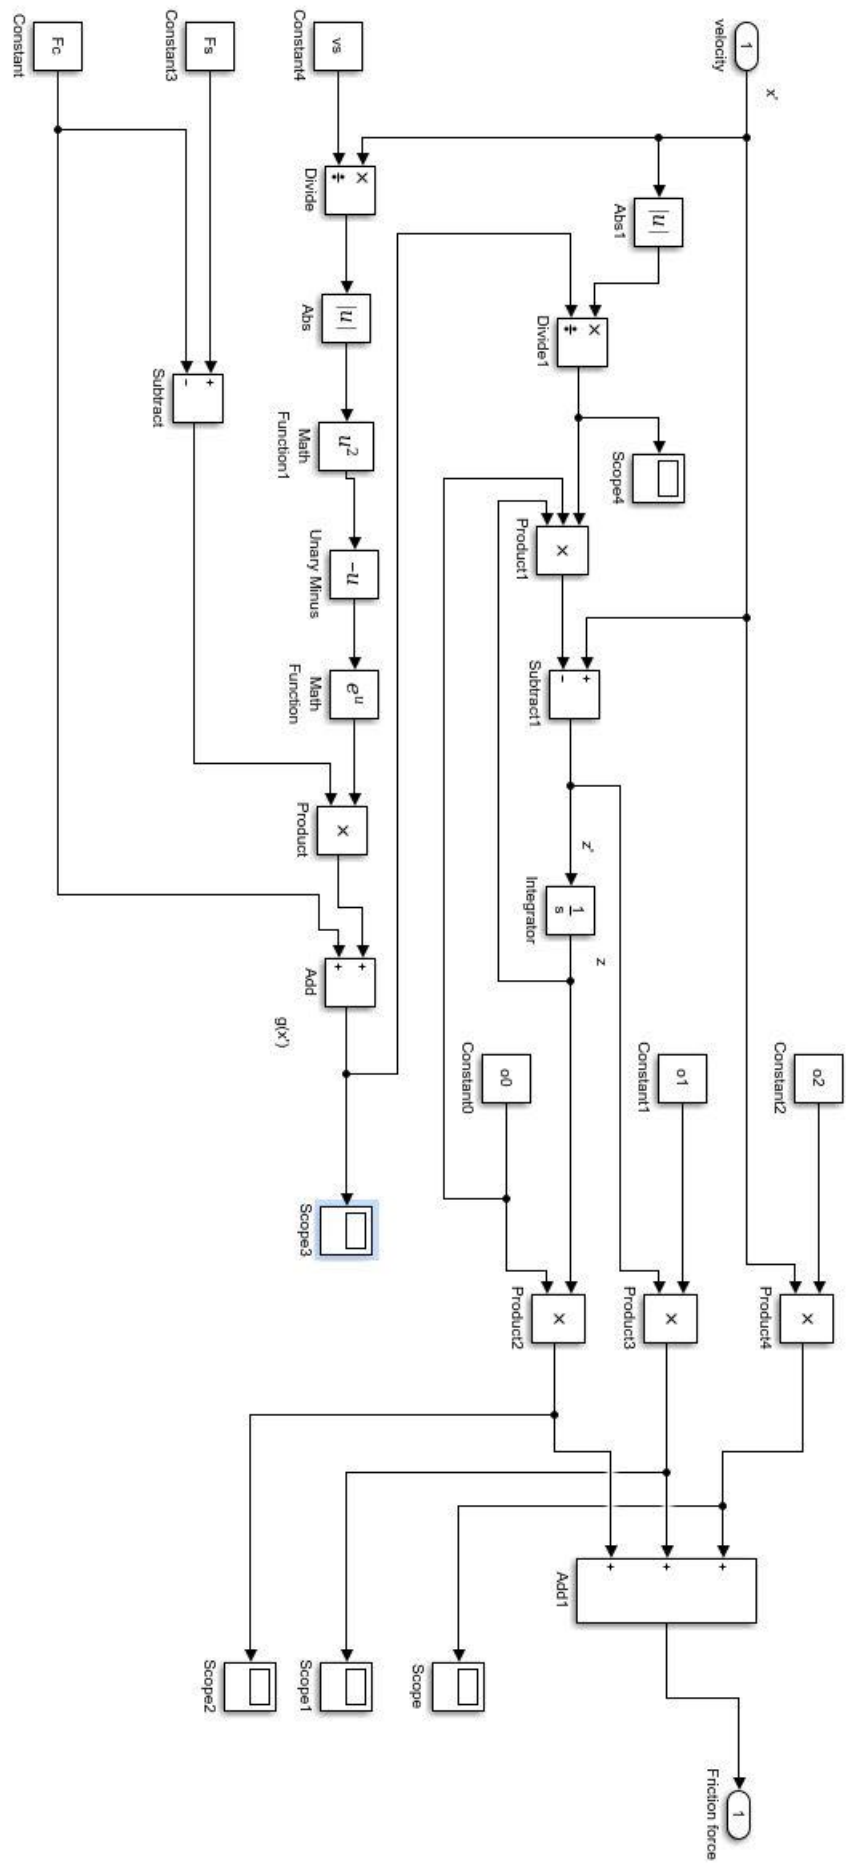 1
velocity
x'
vs
Constant4
Fs
Constant3
Fc
Constant
|u|
Abs1
×
÷
Divide
×
÷
Divide1
|u|
Abs
Scope4
u²
Math
Function1
+
−
Subtract
×
Product1
-u
Unary Minus
+
−
Subtract1
e^u
Math
Function
z'
×
Product
1
s
Integrator
z
+
+
Add
g(x')
o2
Constant2
o1
Constant1
o0
Constant0
Scope3
×
Product4
×
Product3
×
Product2
+
+
+
Add1
Scope
Scope1
Scope2
1
Friction force